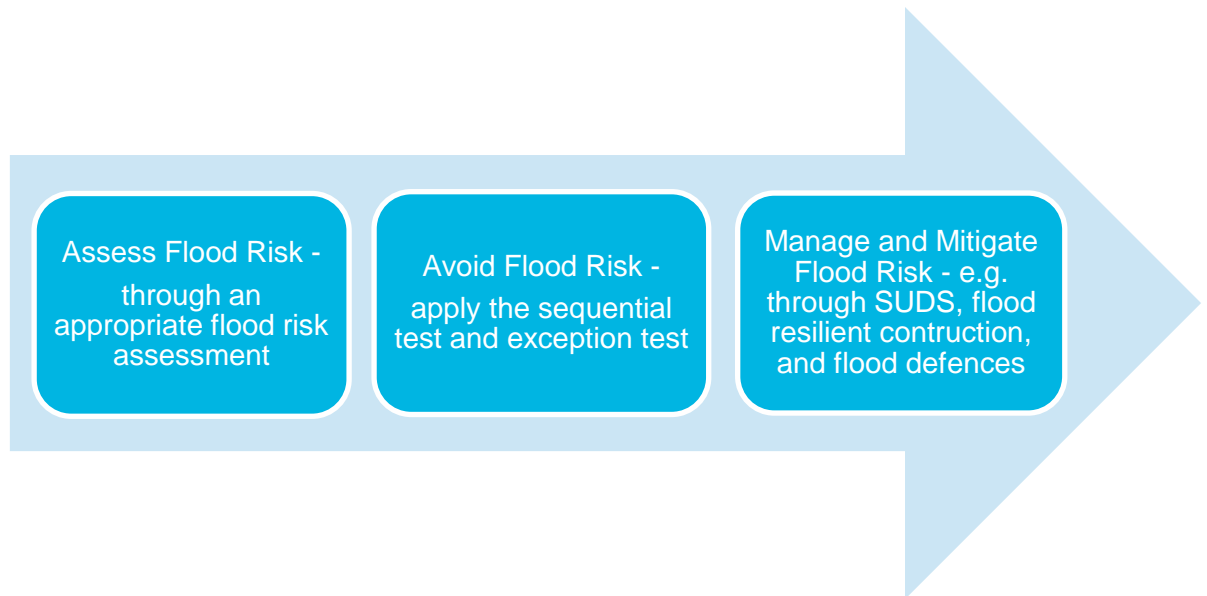 Assess Flood Risk -
through an
appropriate flood risk
assessment
Avoid Flood Risk -
apply the sequential
test and exception test
Manage and Mitigate
Flood Risk - e.g.
through SUDS, flood
resilient contruction,
and flood defences